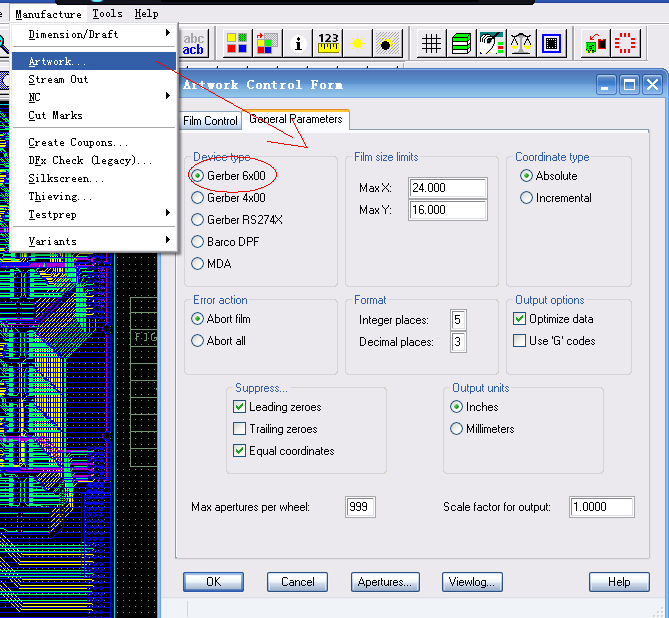 Manufacture Tools Help
Dimension/Draft
Artwork...
Stream Out
NC
Cut Marks
Create Coupons...
DFx Check (legacy)...
Silkscreen...
Thieving...
Testprep
Variants
abc
acb
123
Artwork Control Form
Film Control
General Parameters
Device type
Gerber 6x00
Gerber 4x00
Gerber RS274X
Barco DPF
MDA
Film size limits
Max X: 24.000
Max Y: 16.000
Coordinate type
Absolute
Incremental
Error action
Abort film
Abort all
Format
Integer places: 5
Decimal places: 3
Output options
Optimize data
Use 'G' codes
Suppress...
Leading zeroes
Trailing zeroes
Equal coordinates
Output units
Inches
Millimeters
Max apertures per wheel: 999
Scale factor for output: 1.0000
OK
Cancel
Apertures...
Viewlog...
Help
FIG